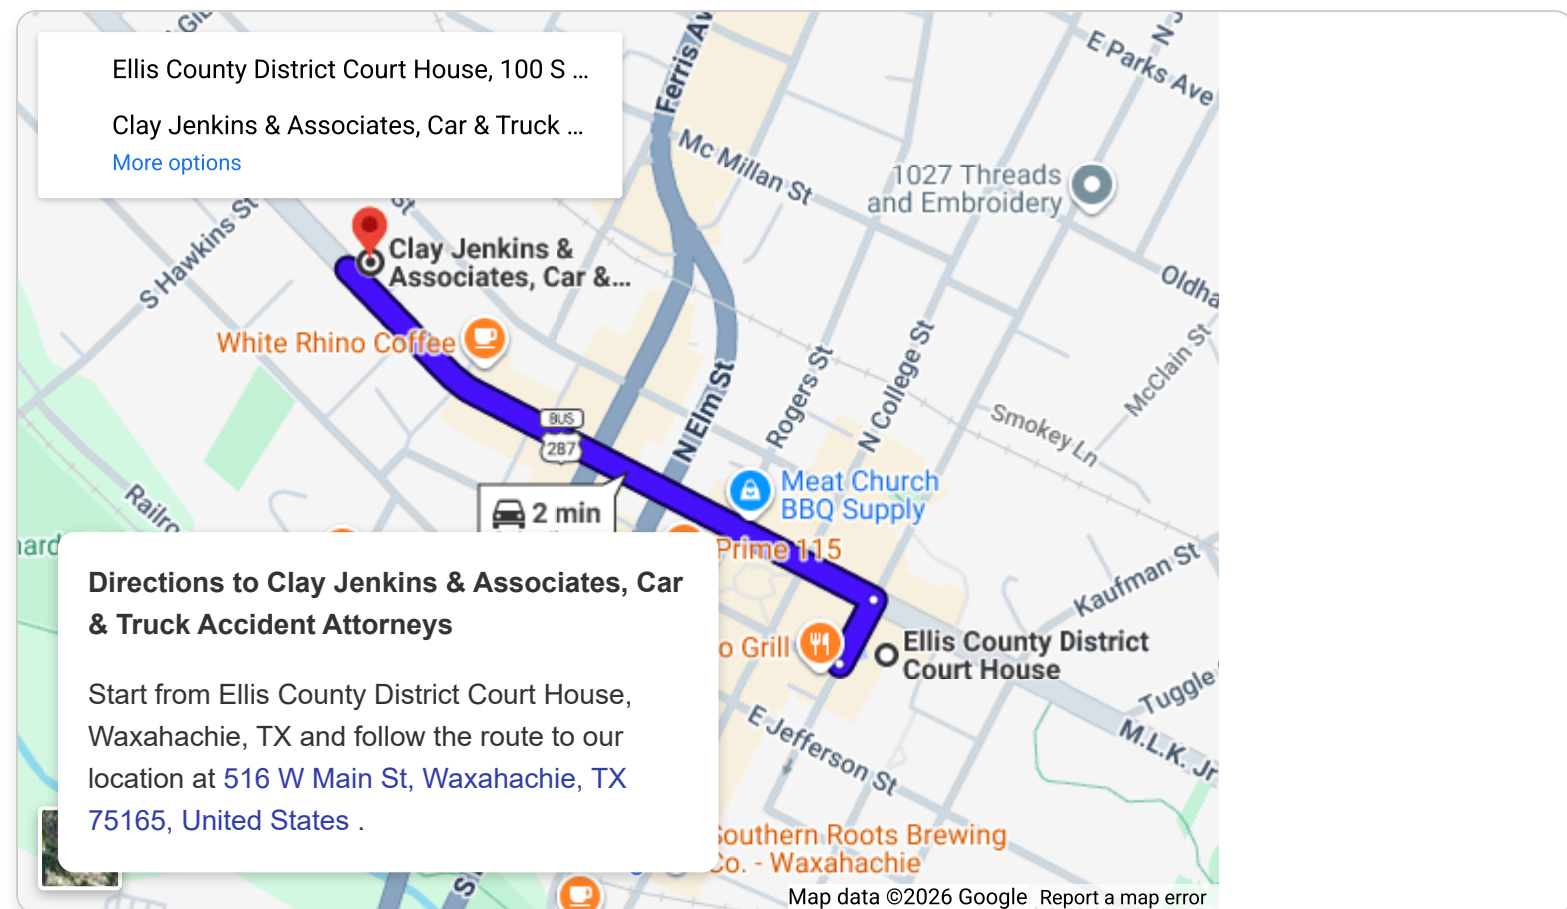 Ellis County District Court House, 100 S ...
Clay Jenkins & Associates, Car & Truck ...
More options
Ferris Av
E Parks Ave
Mc Millan St
1027 Threads
and Embroidery
S Hawkins St
St
Clay Jenkins &
Associates, Car &...
Oldha
White Rhino Coffee
McClain St
N Elm St
Rogers St
N College St
Smokey Ln
BUS
287
Meat Church
BBQ Supply
Railro
2 min
Prime 115
Kaufman St
Directions to Clay Jenkins & Associates, Car
& Truck Accident Attorneys
Start from Ellis County District Court House,
Waxahachie, TX and follow the route to our
location at 516 W Main St, Waxahachie, TX
75165, United States .
o Grill
Ellis County District
Court House
Tuggle
M.L.K. Jr
E Jefferson St
Southern Roots Brewing
Co. - Waxahachie
Map data ©2026 Google
Report a map error